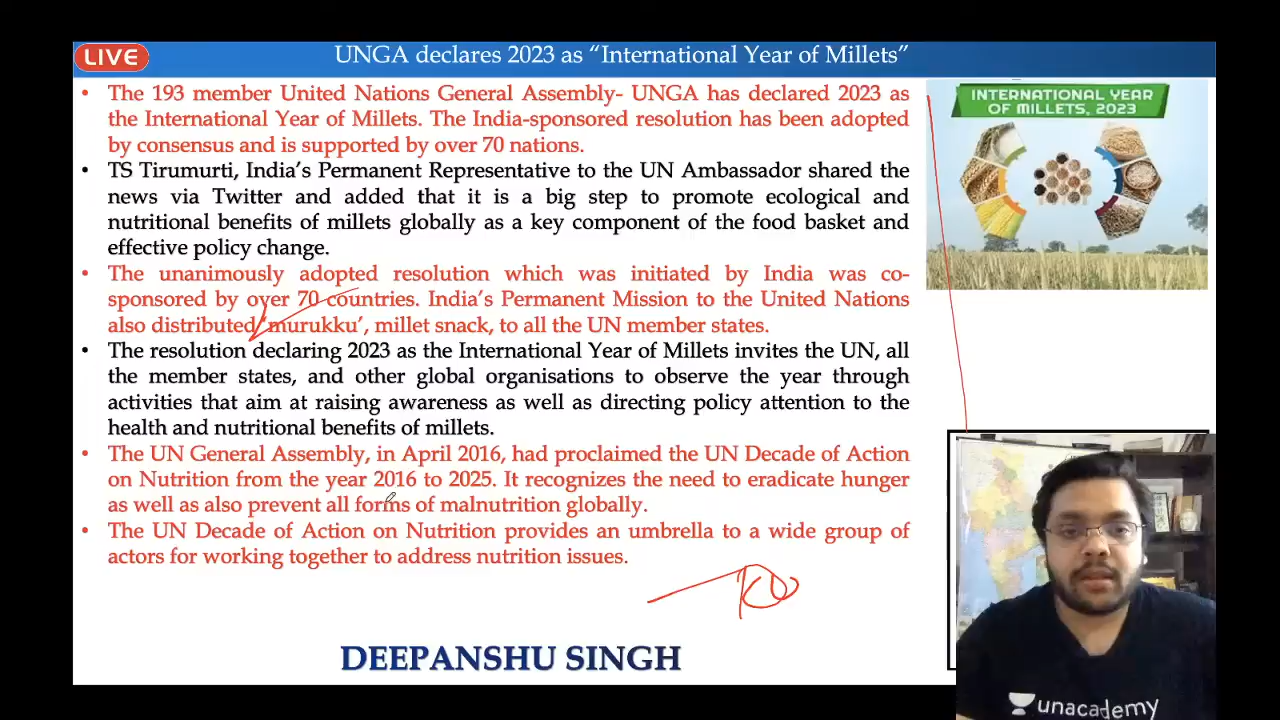 LIVE
UNGA declares 2023 as “International Year of Millets”
• The 193 member United Nations General Assembly- UNGA has declared 2023 as
the International Year of Millets. The India-sponsored resolution has been adopted
by consensus and is supported by over 70 nations.
• TS Tirumurti, India’s Permanent Representative to the UN Ambassador shared the
news via Twitter and added that it is a big step to promote ecological and
nutritional benefits of millets globally as a key component of the food basket and
effective policy change.
• The unanimously adopted resolution which was initiated by India was co-
sponsored by over 70 countries. India’s Permanent Mission to the United Nations
also distributed ‘murukku’, millet snack, to all the UN member states.
• The resolution declaring 2023 as the International Year of Millets invites the UN, all
the member states, and other global organisations to observe the year through
activities that aim at raising awareness as well as directing policy attention to the
health and nutritional benefits of millets.
• The UN General Assembly, in April 2016, had proclaimed the UN Decade of Action
on Nutrition from the year 2016 to 2025. It recognizes the need to eradicate hunger
as well as also prevent all forms of malnutrition globally.
• The UN Decade of Action on Nutrition provides an umbrella to a wide group of
actors for working together to address nutrition issues.
DEEPANSHU SINGH
INTERNATIONAL YEAR
OF MILLETS, 2023
unacademy